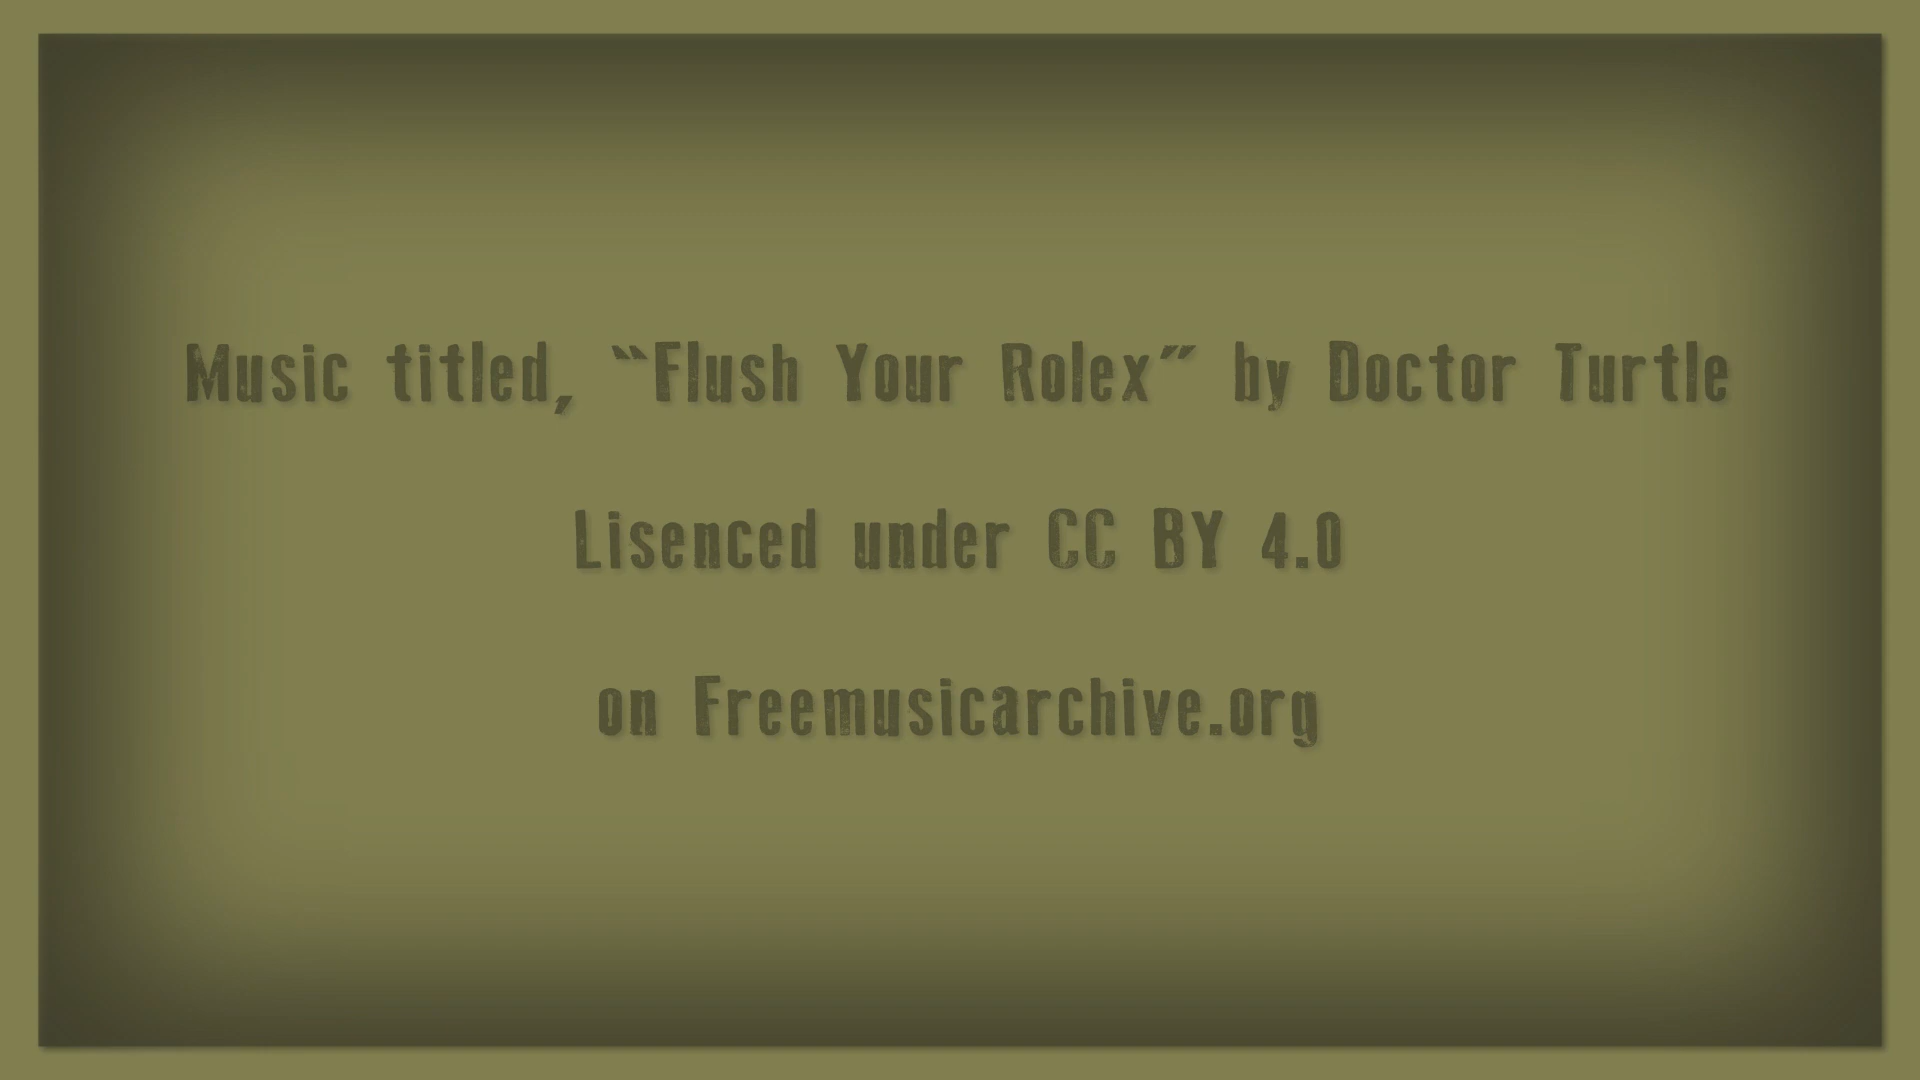 Music titled, “Flush Your Rolex” by Doctor Turtle
Lisenced under CC BY 4.0
on Freemusicarchive.org